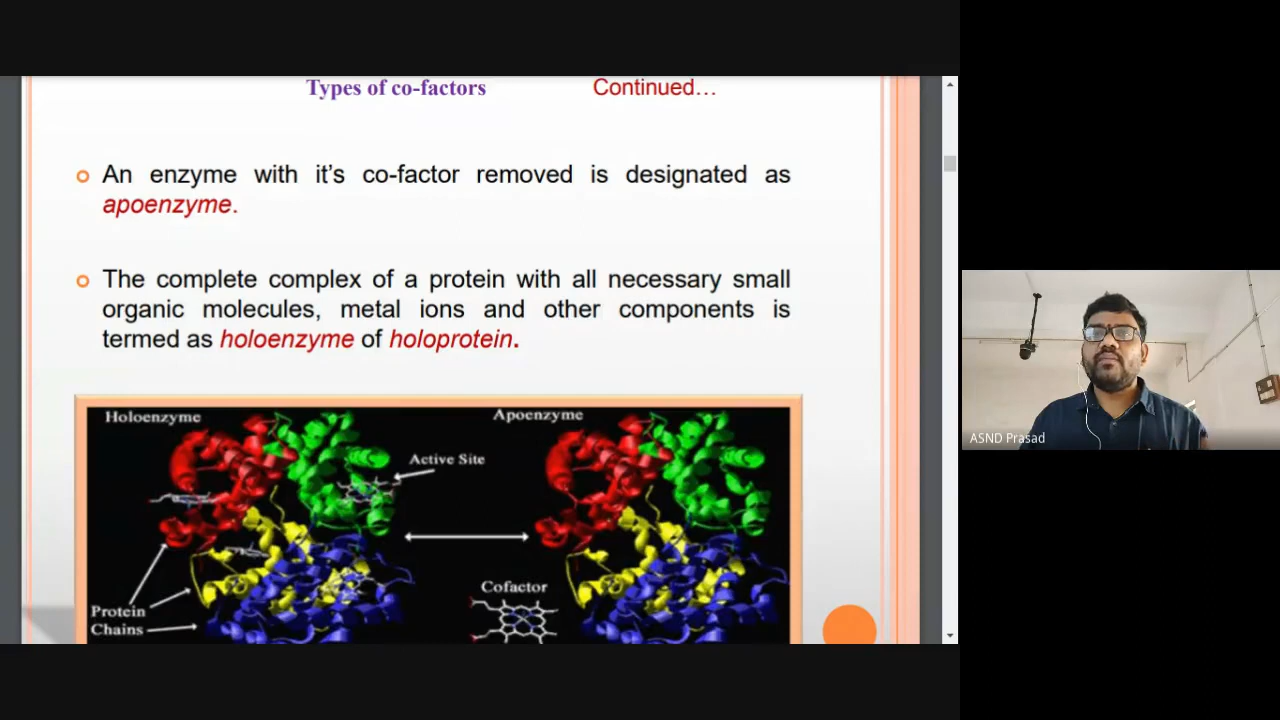 Types of co-factors Continued…
An enzyme with it's co-factor removed is designated as
apoenzyme.
The complete complex of a protein with all necessary small
organic molecules, metal ions and other components is
termed as holoenzyme of holoprotein.
Holoenzyme
Apoenzyme
Active Site
Cofactor
Protein
Chains
ASND Prasad